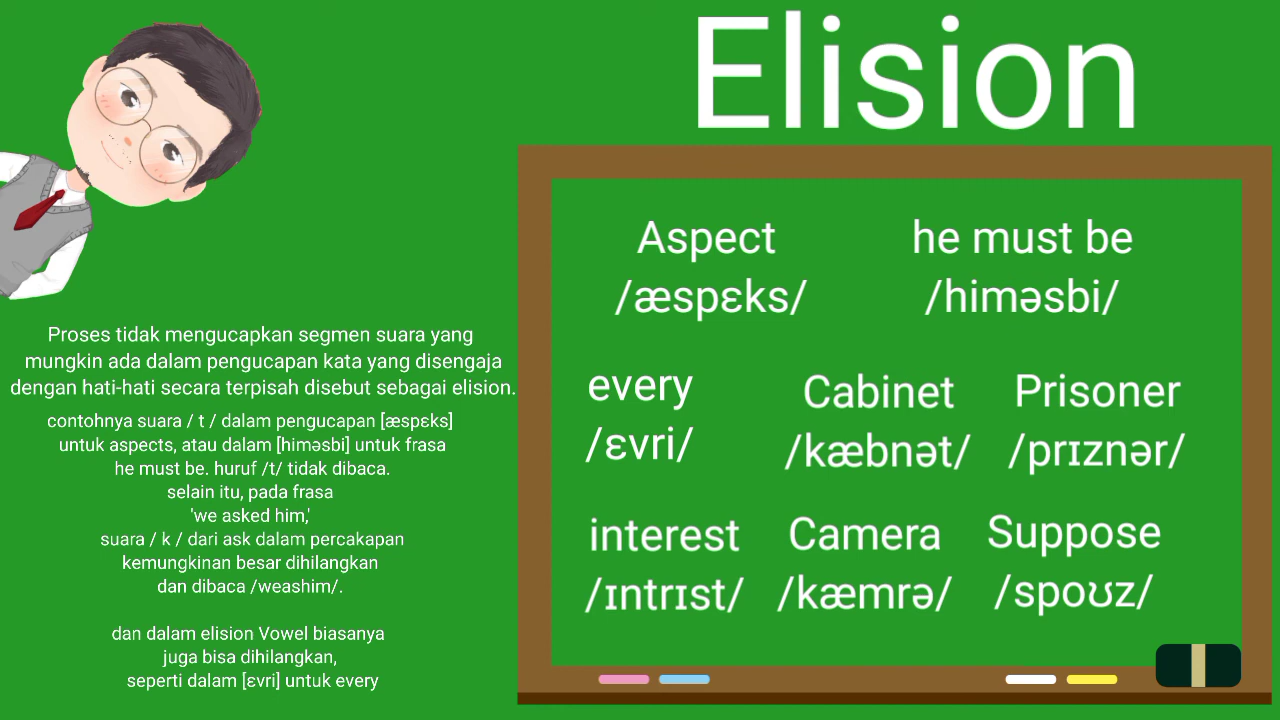 Elision
Proses tidak mengucapkan segmen suara yang
mungkin ada dalam pengucapan kata yang disengaja
dengan hati-hati secara terpisah disebut sebagai elision.
contohnya suara / t / dalam pengucapan [æspɛks]
untuk aspects, atau dalam [himəsbi] untuk frasa
he must be. huruf /t/ tidak dibaca.
selain itu, pada frasa
'we asked him,'
suara / k / dari ask dalam percakapan
kemungkinan besar dihilangkan
dan dibaca /weashim/.
dan dalam elision Vowel biasanya
juga bisa dihilangkan,
seperti dalam [ɛvri] untuk every
Aspect
/æspɛks/
he must be
/himəsbi/
every
/ɛvri/
Cabinet
/kæbnət/
Prisoner
/prɪznər/
interest
/ɪntrɪst/
Camera
/kæmrə/
Suppose
/spoʊz/